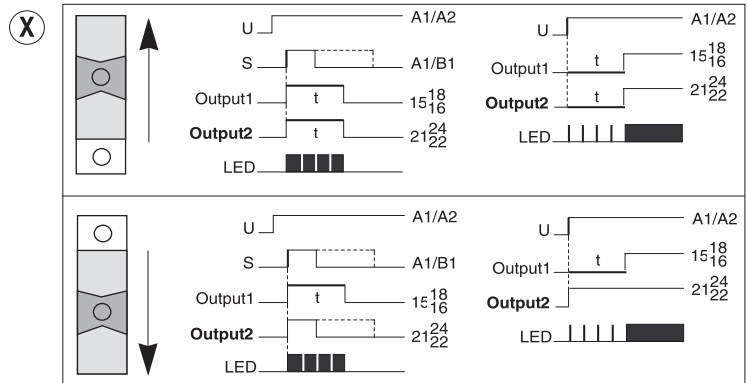 X
U A1/A2
S A1/B1
Output1 t 15 18 16
Output2 t 21 24 22
LED
U A1/A2
Output1 t 15 18 16
Output2 t 21 24 22
LED
U A1/A2
S A1/B1
Output1 t 15 18 16
Output2 21 24 22
LED
U A1/A2
Output1 t 15 18 16
Output2 21 24 22
LED